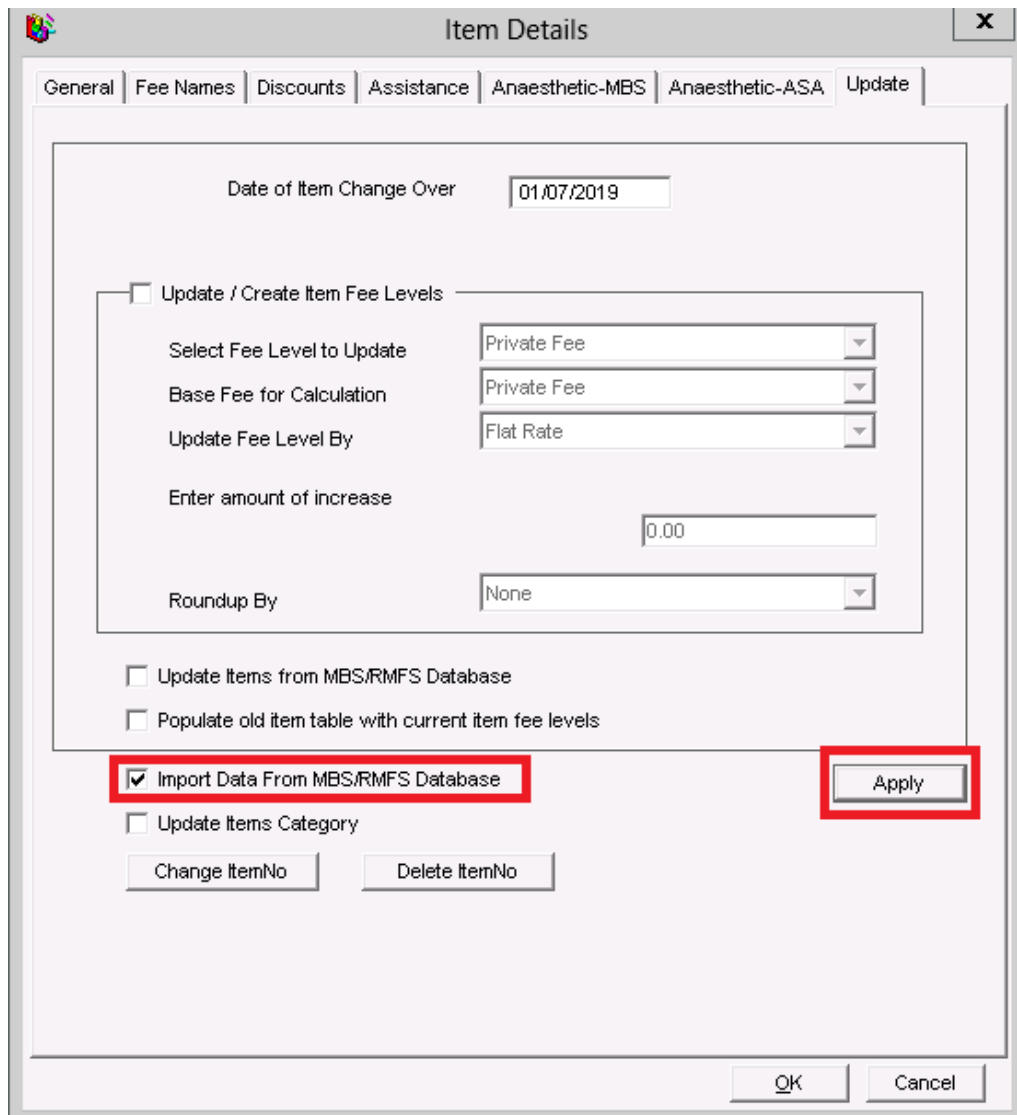 Item Details
x
General Fee Names Discounts Assistance Anaesthetic-MBS Anaesthetic-ASA Update
Date of Item Change Over 01/07/2019
Update / Create Item Fee Levels
Select Fee Level to Update Private Fee
Base Fee for Calculation Private Fee
Update Fee Level By Flat Rate
Enter amount of increase
0.00
Roundup By None
Update Items from MBS/RMFS Database
Populate old item table with current item fee levels
Import Data From MBS/RMFS Database Apply
Update Items Category
Change ItemNo Delete ItemNo
OK Cancel